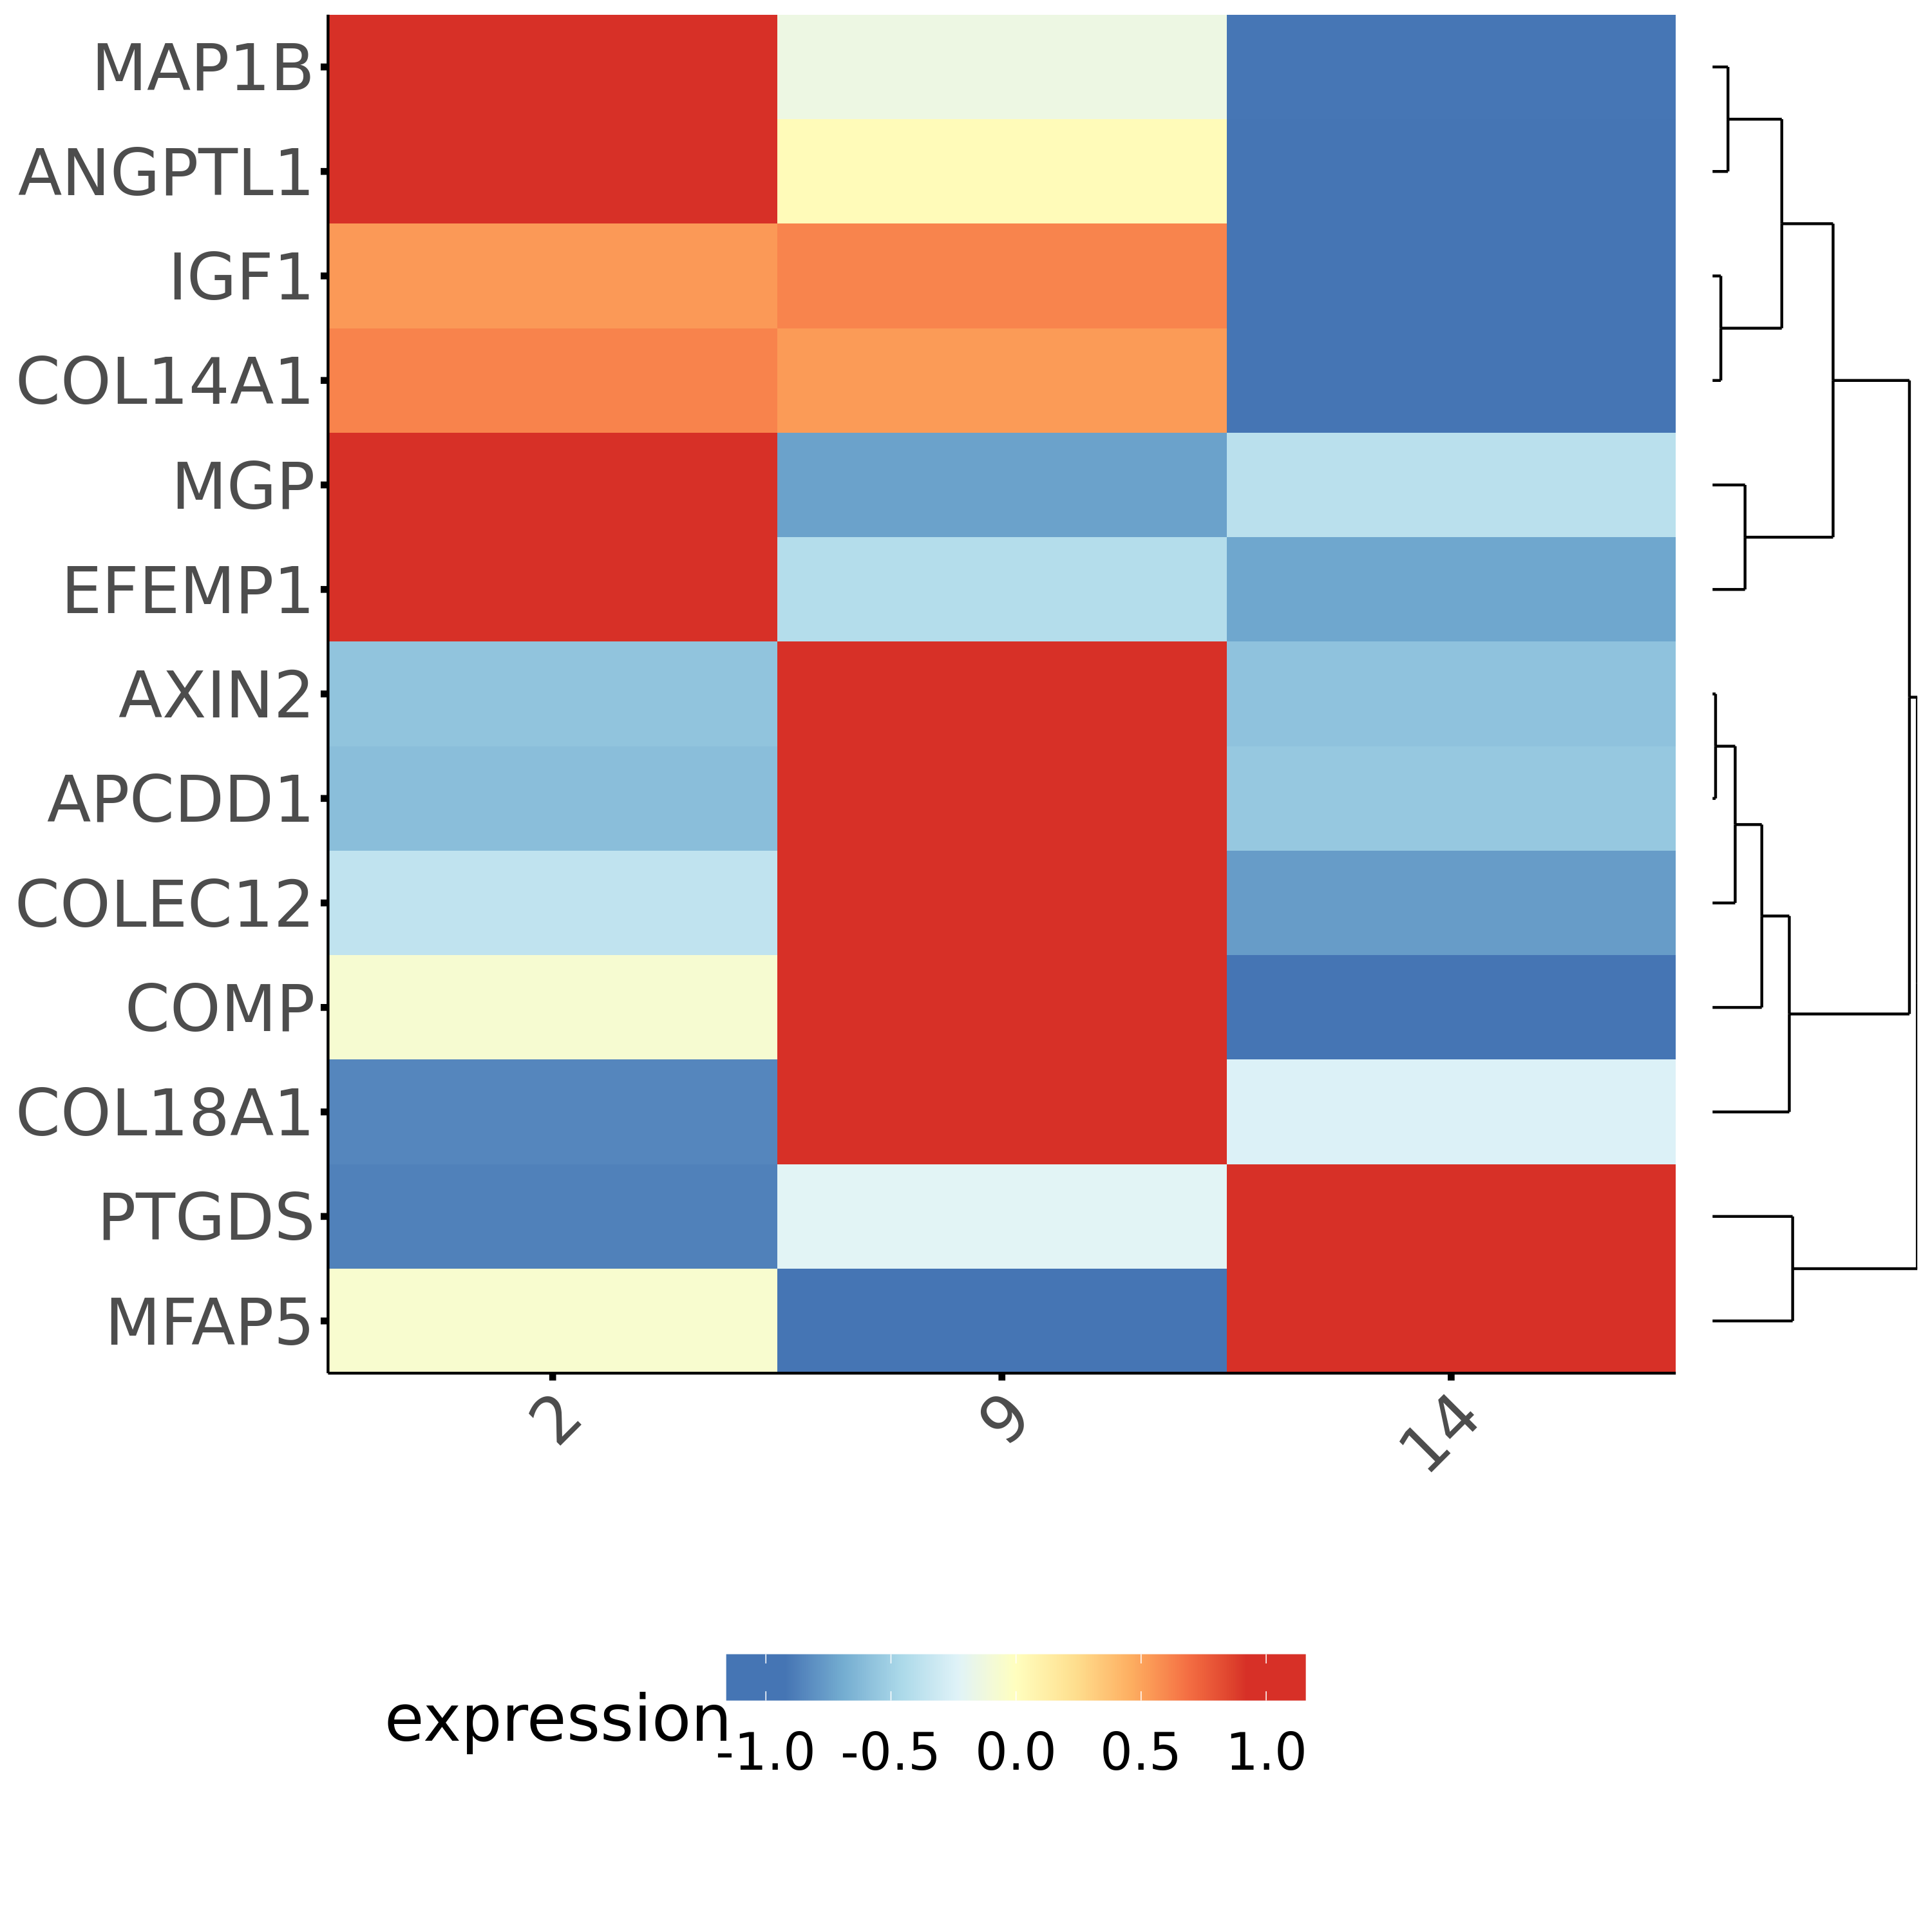 MAP1B
ANGPTL1
IGF1
COL14A1
MGP
EFEMP1
AXIN2
APCDD1
COLEC12
COMP
COL18A1
PTGDS
MFAP5
2 9 14
expression
-1.0 -0.5 0.0 0.5 1.0